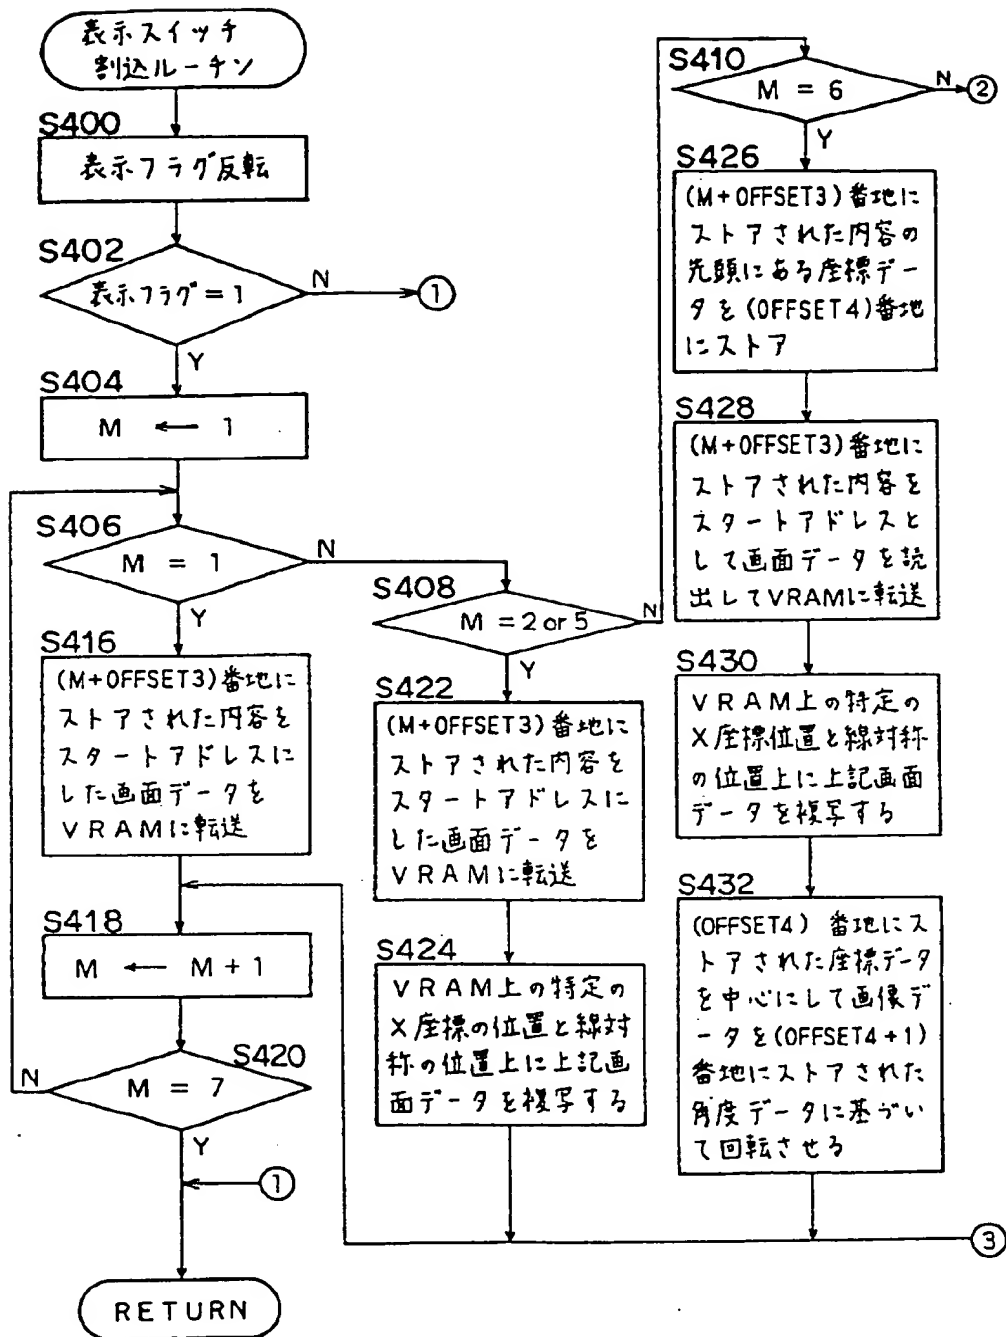 表示スイッチ
割込ルーチン
S400
表示フラグ反転
S402
表示フラグ=1
N
①
Y
S404
M ← 1
S406
M = 1
N
Y
S416
(M+OFFSET3)番地に
ストアされた内容を
スタートアドレスに
した画面データを
VRAMに転送
S418
M ← M+1
S420
M = 7
N
Y
①
RETURN
S408
M = 2 or 5
N
Y
S422
(M+OFFSET3)番地に
ストアされた内容を
スタートアドレスに
した画面データを
VRAMに転送
S424
VRAM上の特定の
X座標の位置と線対
称の位置上に上記画
面データを複写する
S410
M = 6
N
②
Y
S426
(M+OFFSET3)番地に
ストアされた内容の
先頭にある座標デー
タを(OFFSET4)番地
にストア
S428
(M+OFFSET3)番地に
ストアされた内容を
スタートアドレスと
して画面データを読
出してVRAMに転送
S430
VRAM上の特定の
X座標位置と線対称
の位置上に上記画面
データを複写する
S432
(OFFSET4) 番地にス
トアされた座標データ
を中心にして画像デ
ータを(OFFSET4+1)
番地にストアされた
角度データに基づい
て回転させる
③